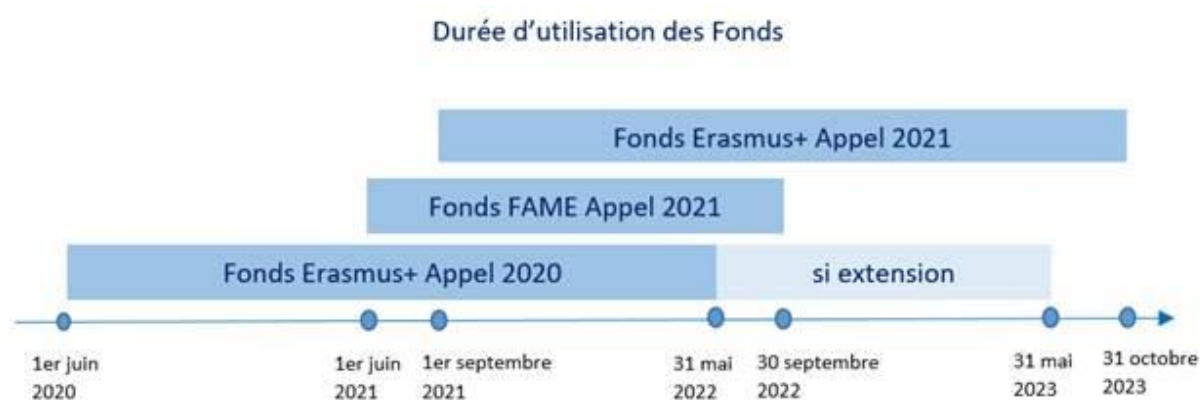 Durée d’utilisation des Fonds
Fonds Erasmus+ Appel 2021
Fonds FAME Appel 2021
Fonds Erasmus+ Appel 2020
si extension
1er juin
2020
1er juin
2021
1er septembre
2021
31 mai
2022
30 septembre
2022
31 mai
2023
31 octobre
2023